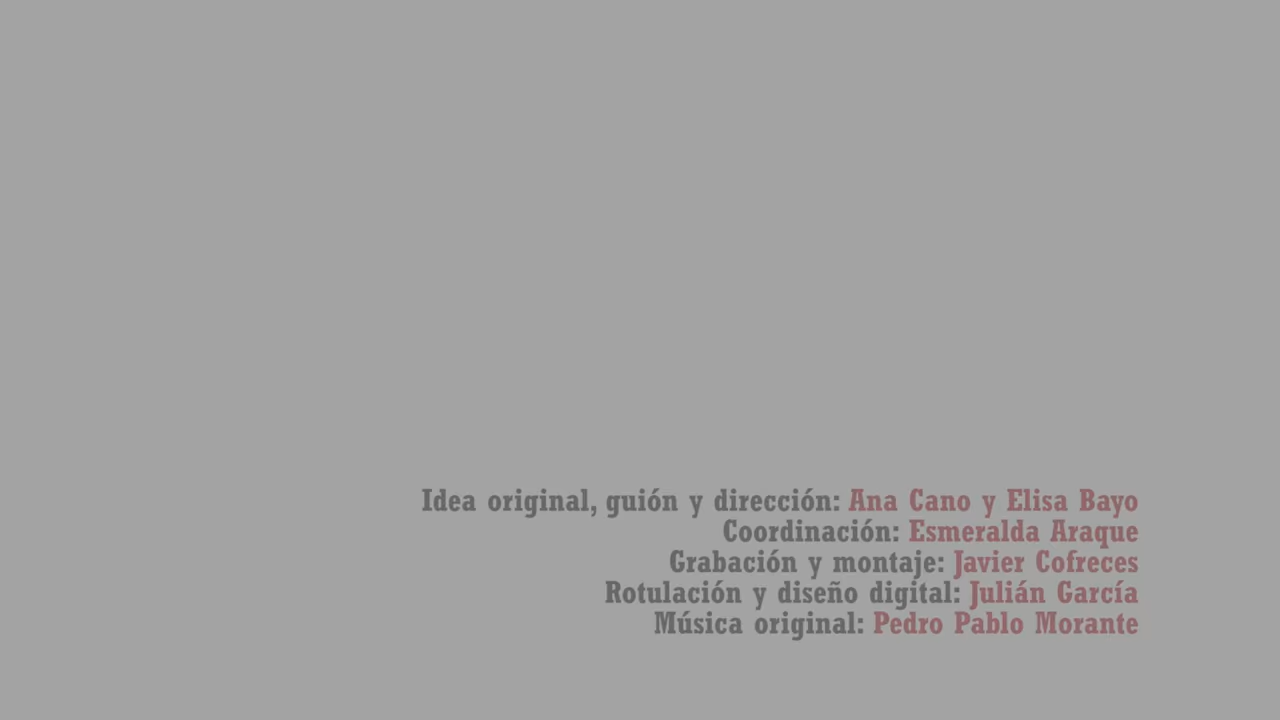 Idea original, guión y dirección: Ana Cano y Elisa Bayo
Coordinación: Esmeralda Araque
Grabación y montaje: Javier Cofreces
Rotulación y diseño digital: Julián García
Música original: Pedro Pablo Morante